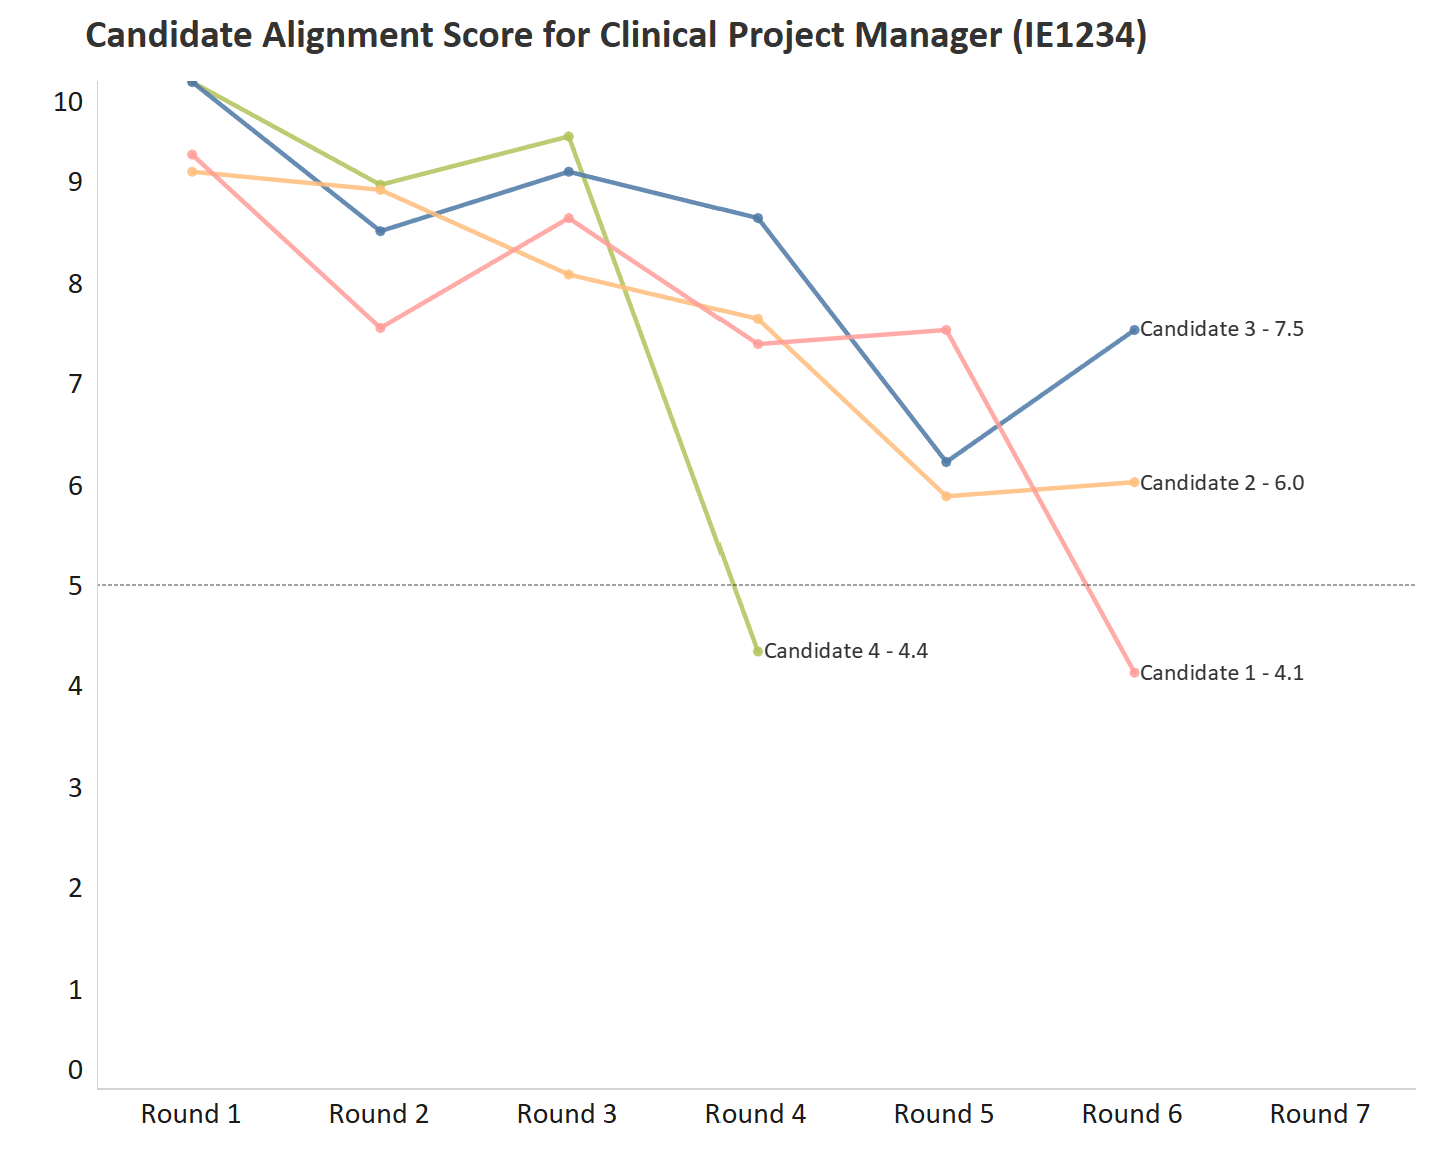 Candidate Alignment Score for Clinical Project Manager (IE1234)
10
9
8
7
6
5
4
3
2
1
0
Candidate 3 - 7.5
Candidate 2 - 6.0
Candidate 4 - 4.4
Candidate 1 - 4.1
Round 1 Round 2 Round 3 Round 4 Round 5 Round 6 Round 7